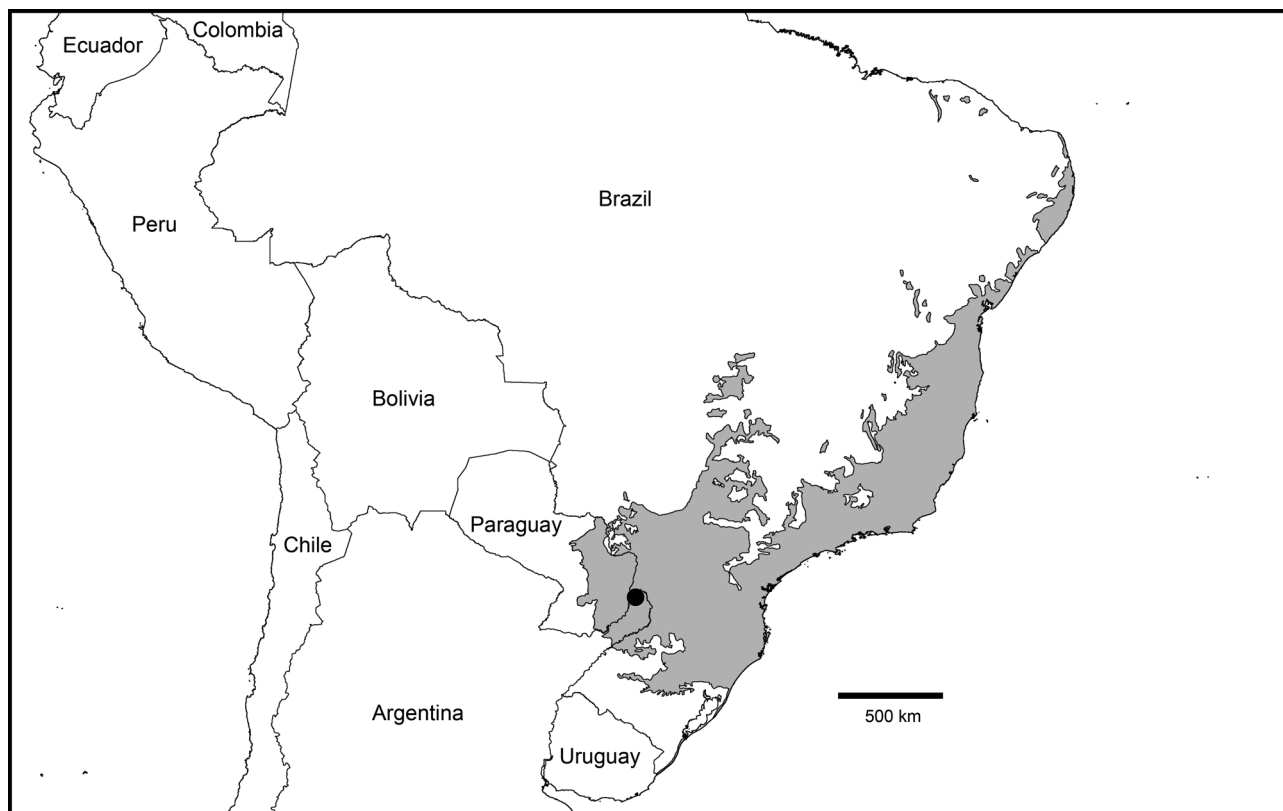 Colombia
Ecuador
Brazil
Peru
Bolivia
Paraguay
Chile
Argentina
500 km
Uruguay